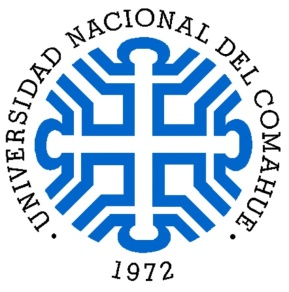 · UNIVERSIDAD NACIONAL DEL COMAHUE ·
1972